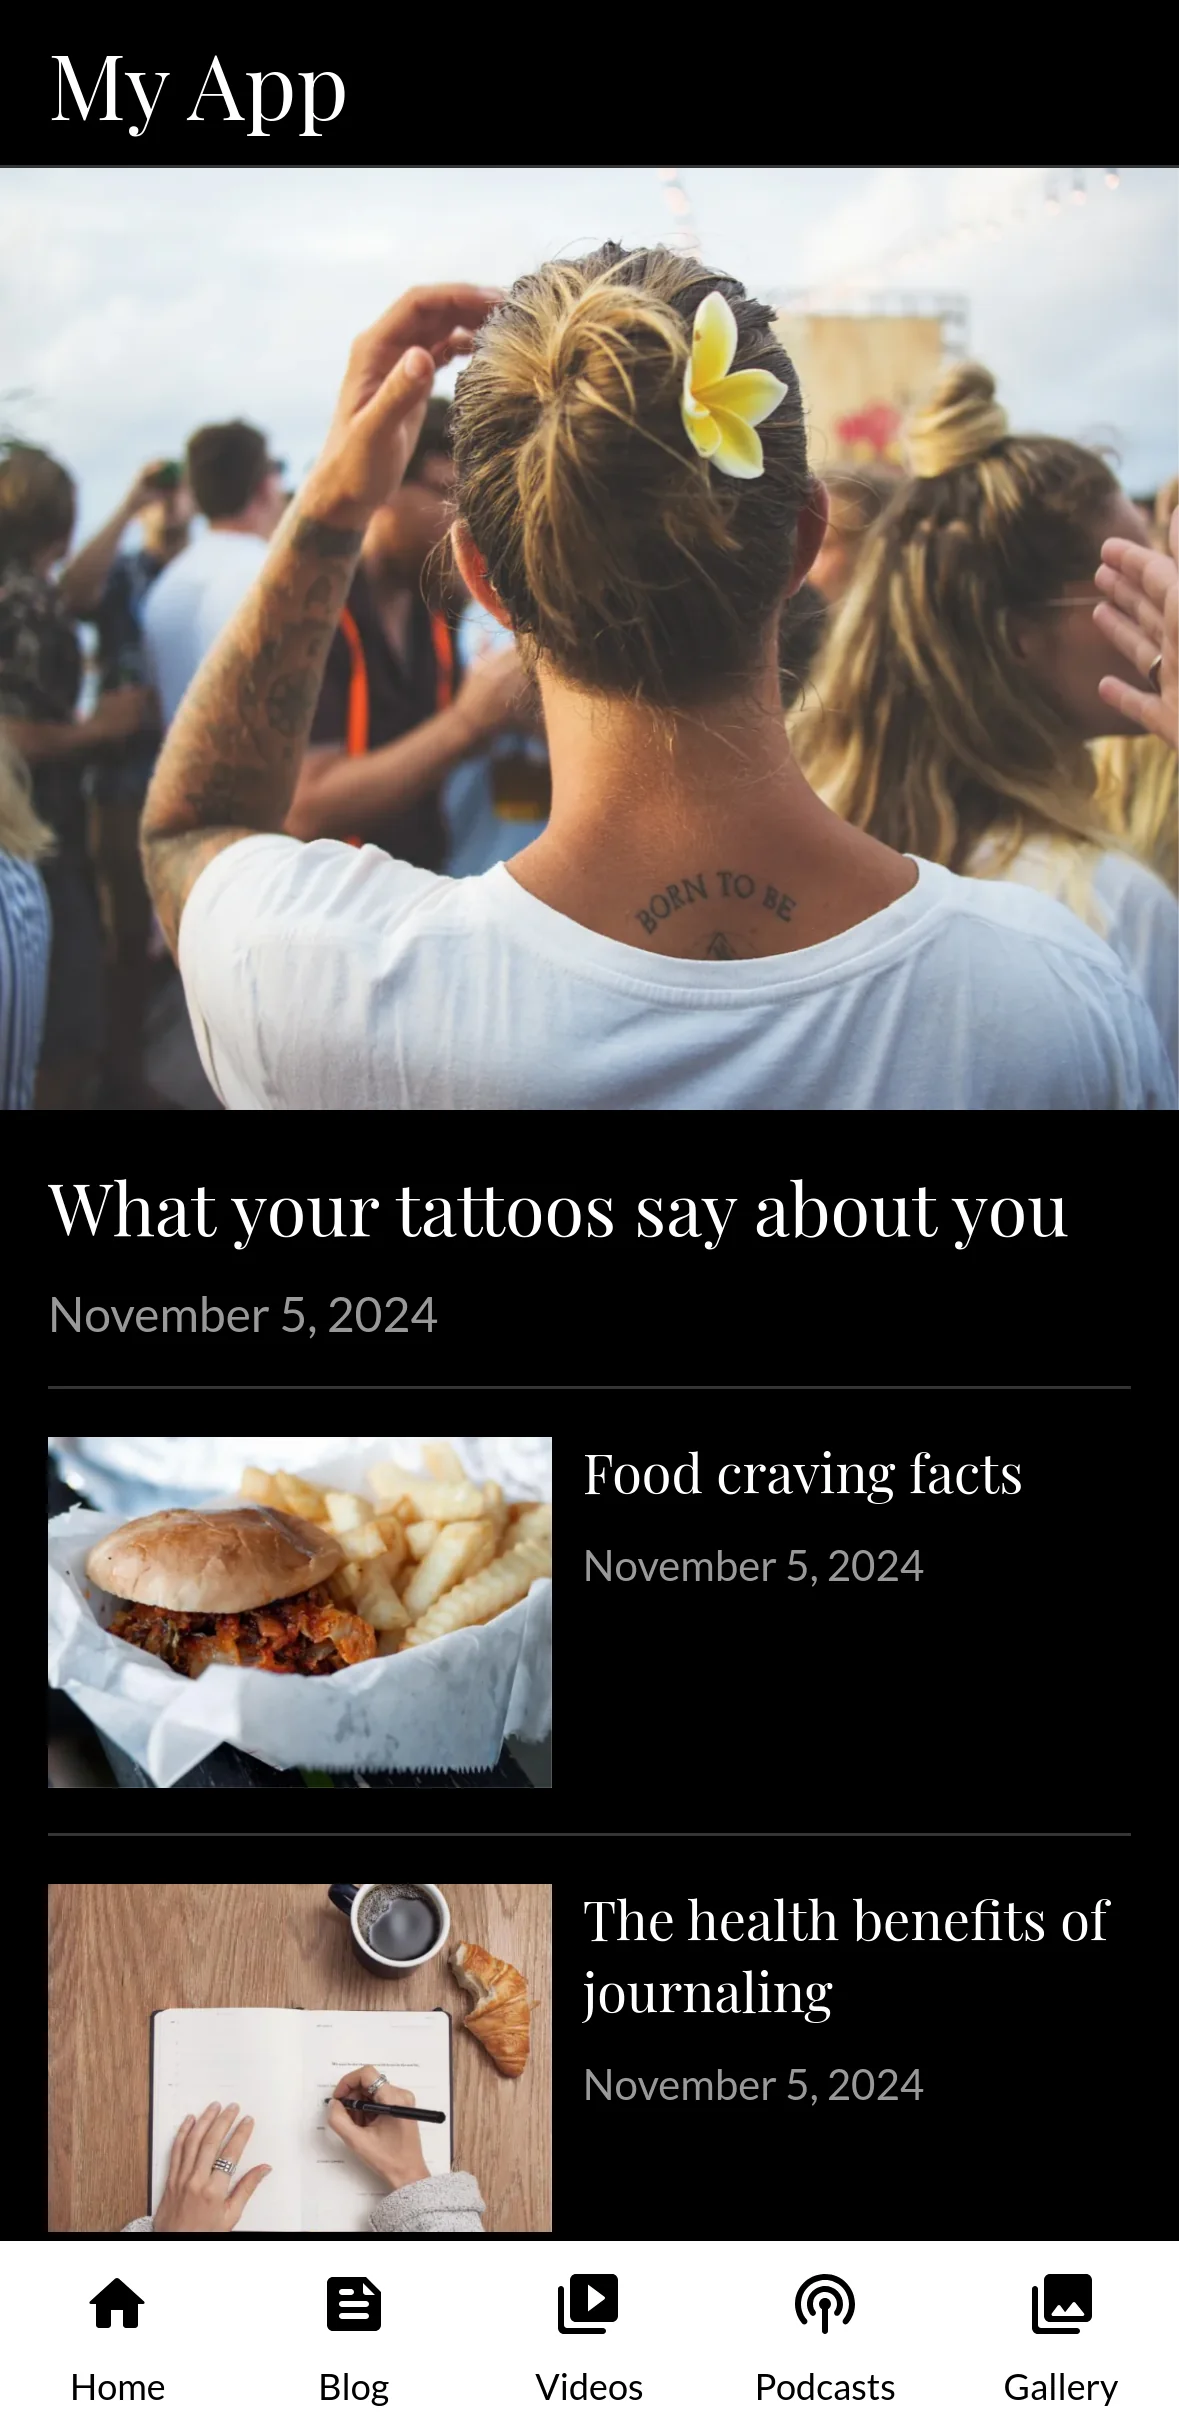 My App
BORN TO BE
What your tattoos say about you
November 5, 2024
Food craving facts
November 5, 2024
The health benefits of
journaling
November 5, 2024
Home
Blog
Videos
Podcasts
Gallery